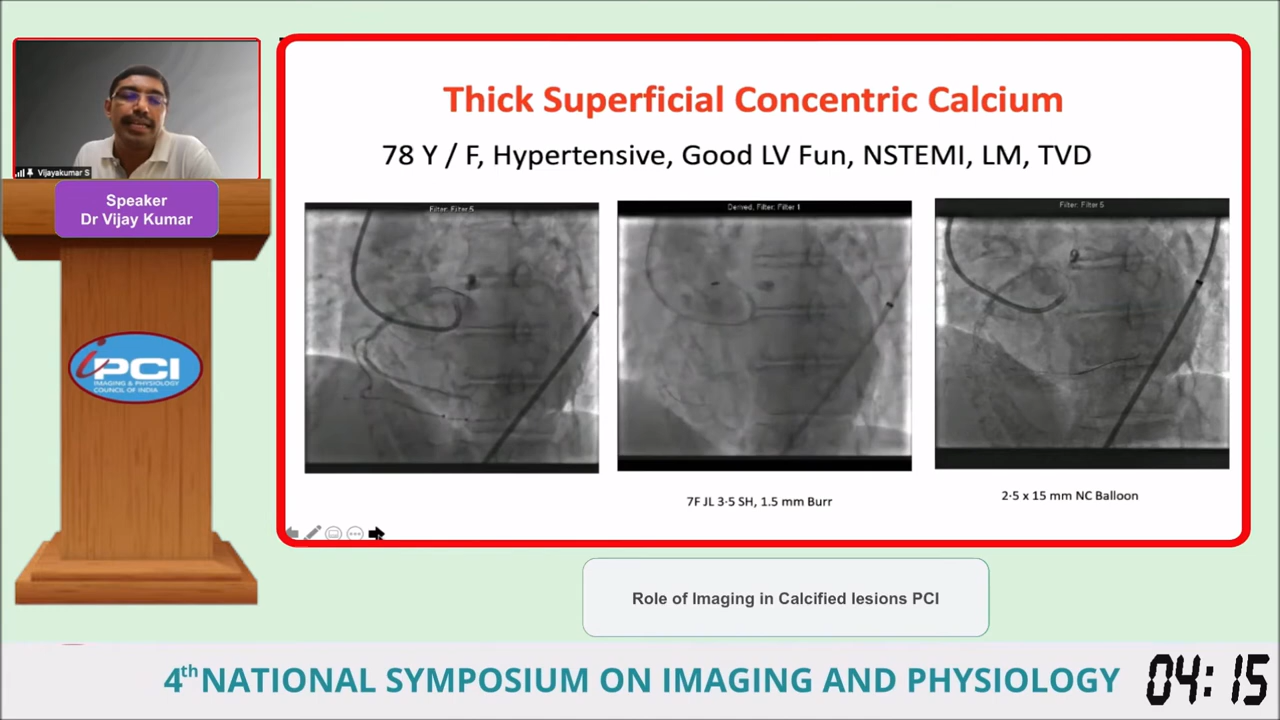 Vijayakumar S
Speaker
Dr Vijay Kumar
iPCI
IMAGING & PHYSIOLOGY
COUNCIL OF INDIA
Thick Superficial Concentric Calcium
78 Y / F, Hypertensive, Good LV Fun, NSTEMI, LM, TVD
Filter: Filter 5
Derived, Filter: Filter 1
Filter: Filter 5
7F JL 3·5 SH, 1.5 mm Burr
2·5 x 15 mm NC Balloon
Role of Imaging in Calcified lesions PCI
4th NATIONAL SYMPOSIUM ON IMAGING AND PHYSIOLOGY
04:15